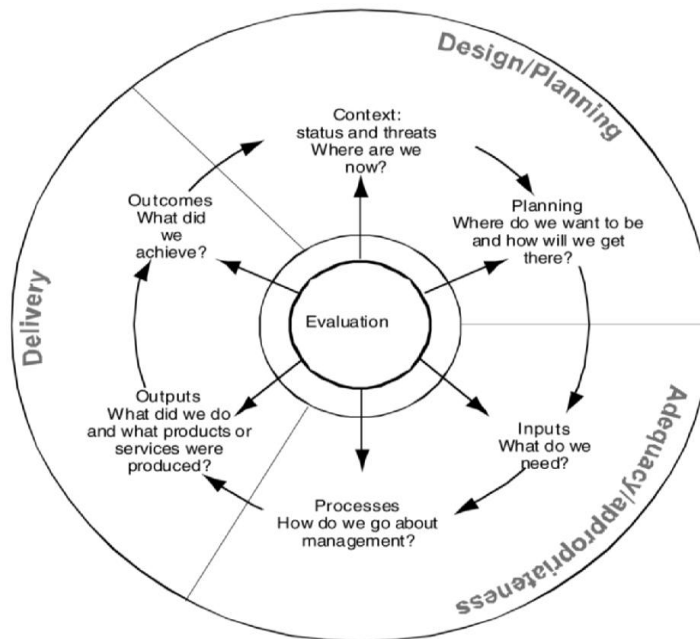 Design/Planning
Context:
status and threats
Where are we
now?
Planning
Where do we want to be
and how will we get
there?
Outcomes
What did
we
achieve?
Delivery
Evaluation
Outputs
What did we do
and what products or
services were
produced?
Inputs
What do we
need?
Adequacy/appropriateness
Processes
How do we go about
management?